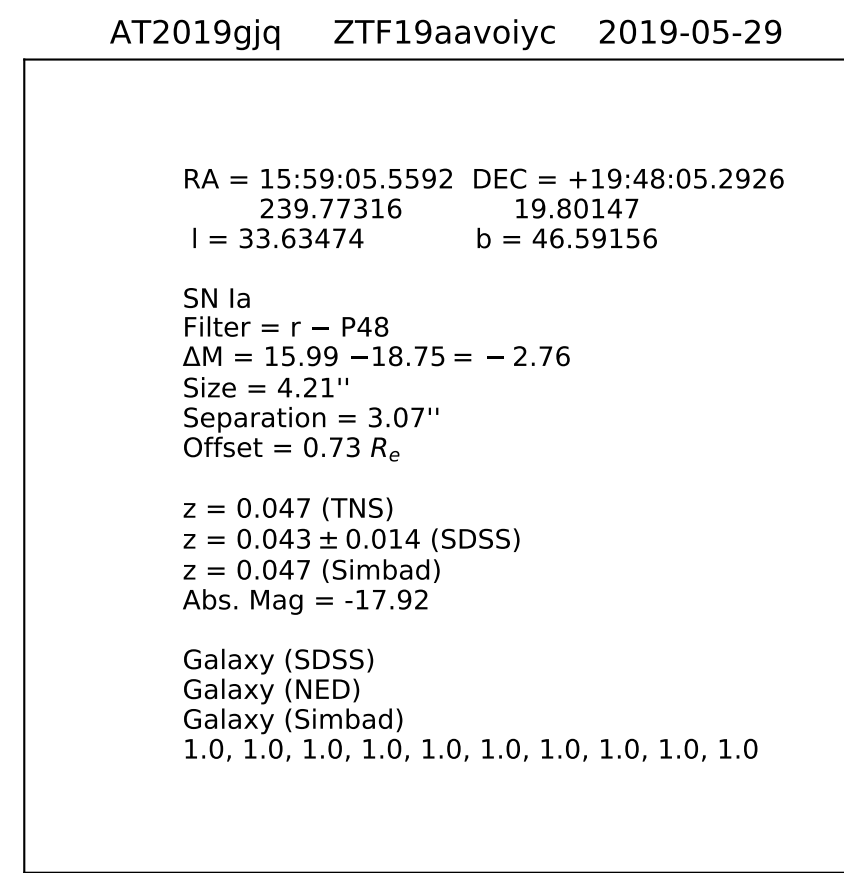 AT2019gjq ZTF19aavoiyc 2019-05-29
RA = 15:59:05.5592 DEC = +19:48:05.2926
239.77316 19.80147
l = 33.63474 b = 46.59156
SN Ia
Filter = r − P48
ΔM = 15.99 −18.75 = − 2.76
Size = 4.21''
Separation = 3.07''
Offset = 0.73 Re
z = 0.047 (TNS)
z = 0.043 ± 0.014 (SDSS)
z = 0.047 (Simbad)
Abs. Mag = -17.92
Galaxy (SDSS)
Galaxy (NED)
Galaxy (Simbad)
1.0, 1.0, 1.0, 1.0, 1.0, 1.0, 1.0, 1.0, 1.0, 1.0